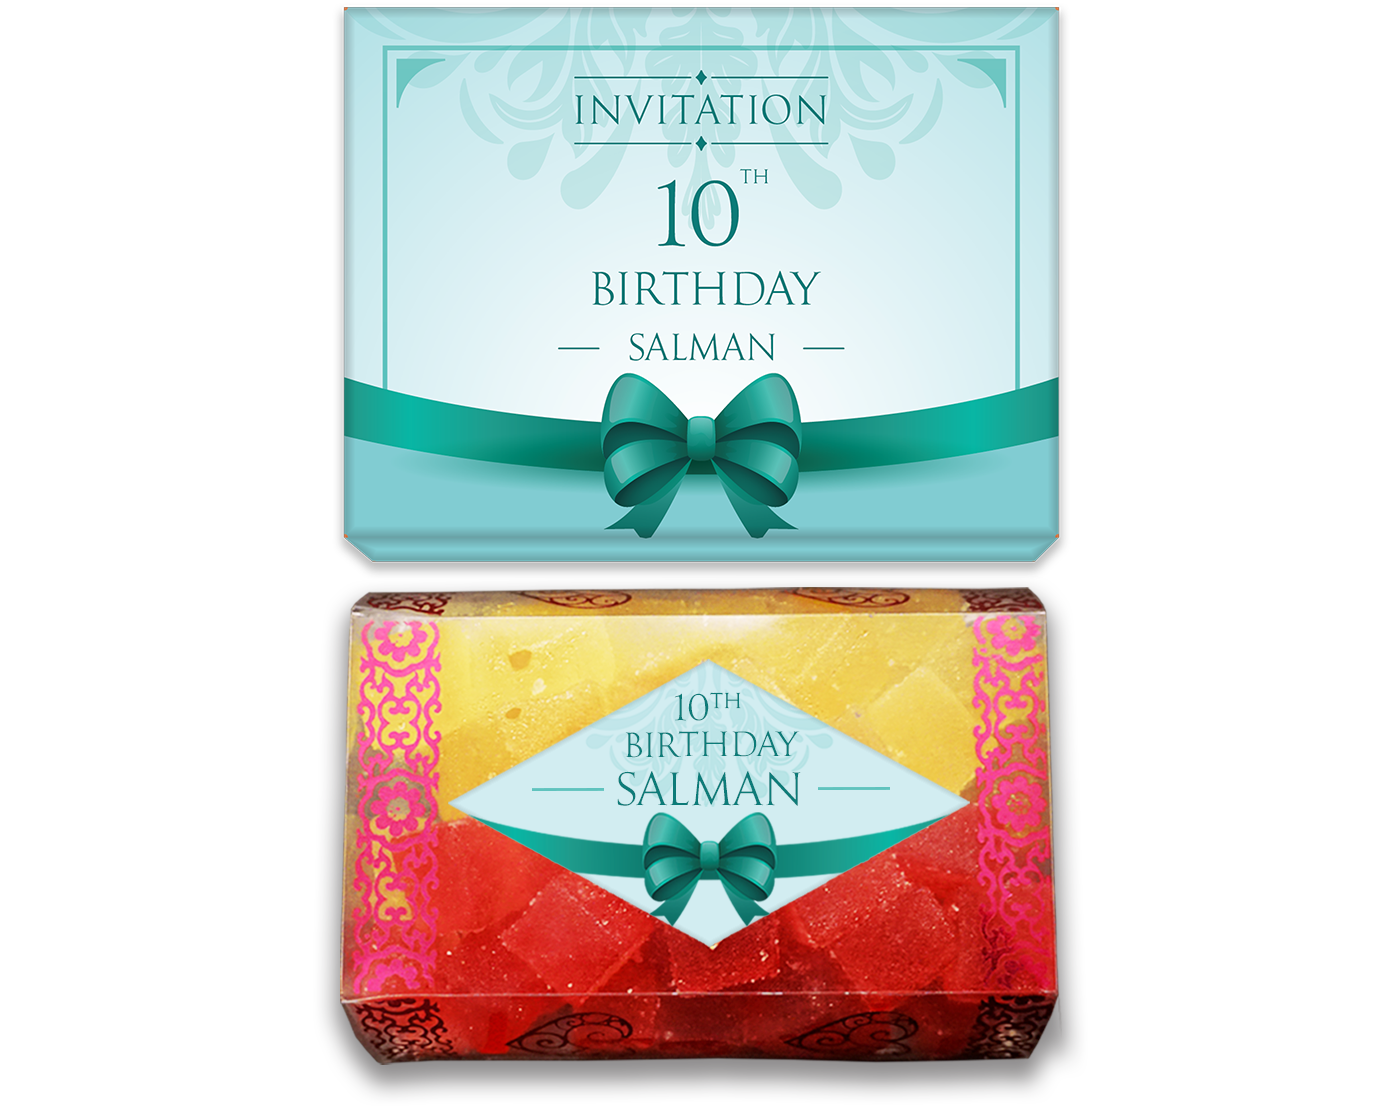 INVITATION
10TH
BIRTHDAY
— SALMAN —
10TH
BIRTHDAY
SALMAN